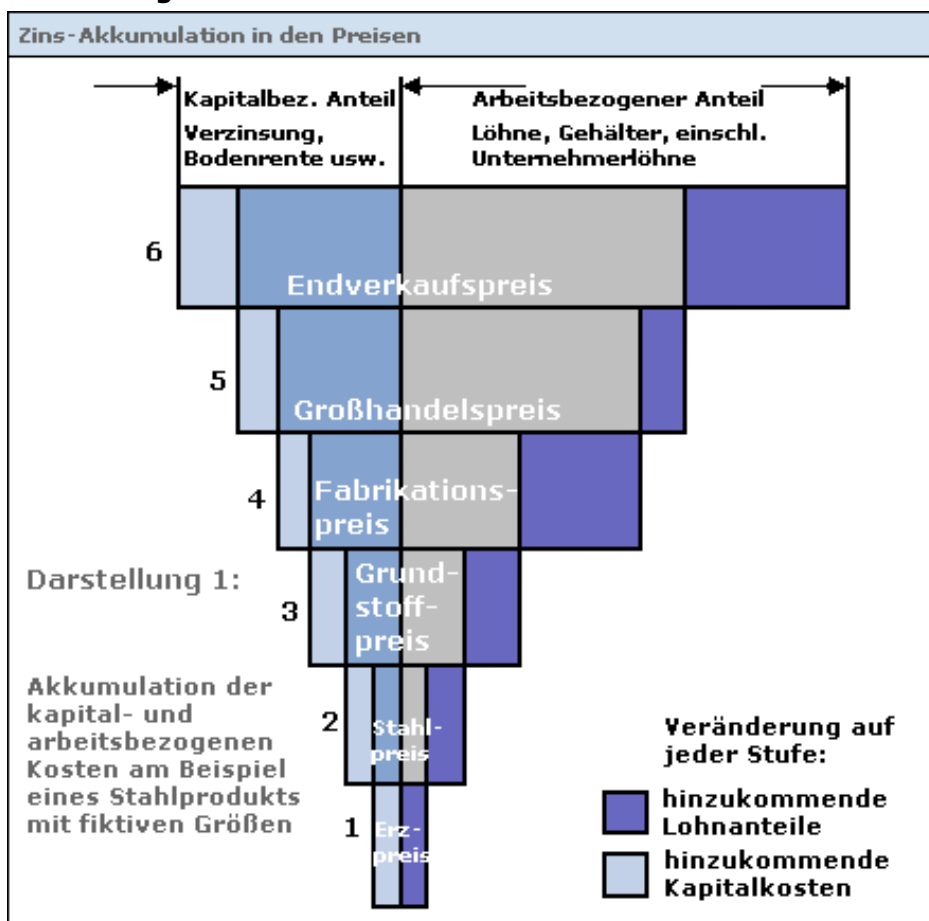 Zins-Akkumulation in den Preisen
Kapitalbez. Anteil
Verzinsung,
Bodenrente usw.
Arbeitsbezogener Anteil
Löhne, Gehälter, einschl.
Unternehmerlöhne
6
Endverkaufspreis
5
Großhandelspreis
4
Fabrikations-
preis
Darstellung 1:
3
Grund-
stoff-
preis
Akkumulation der
kapital- und
arbeitsbezogenen
Kosten am Beispiel
eines Stahlprodukts
mit fiktiven Größen
2
Stahl-
preis
1
Erz-
preis
Veränderung auf
jeder Stufe:
hinzukommende
Lohnanteile
hinzukommende
Kapitalkosten